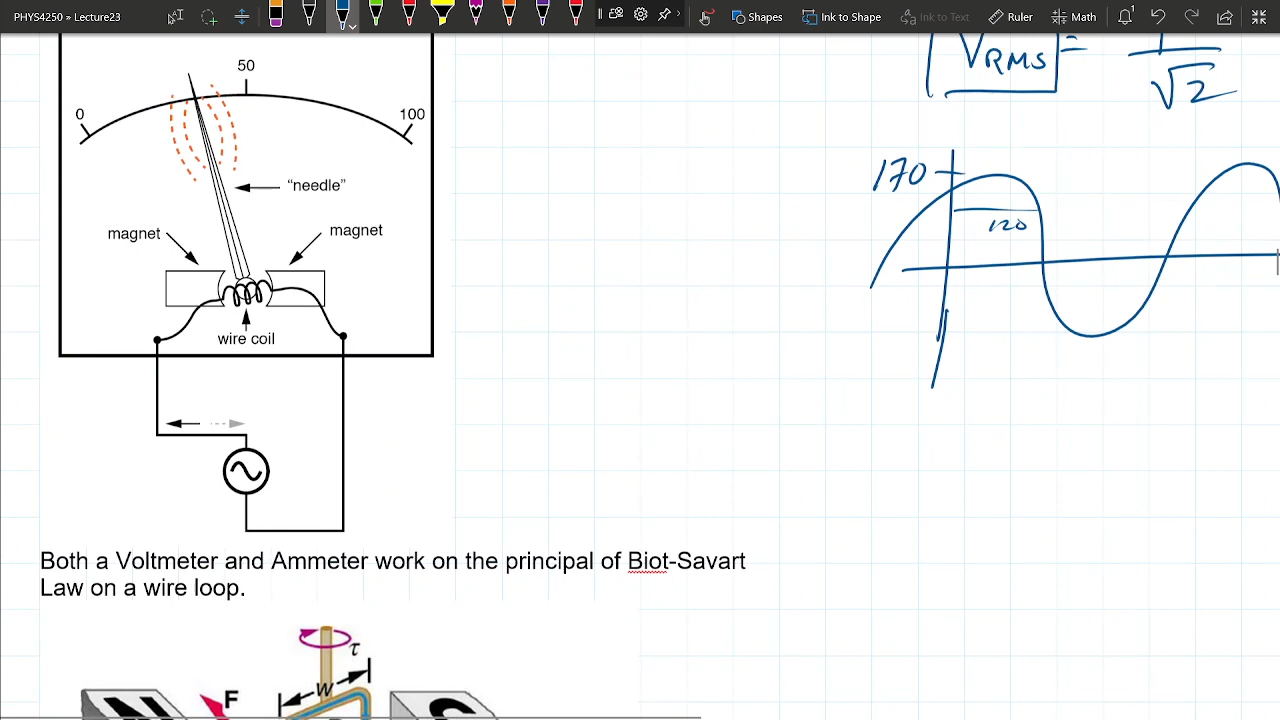 PHYS4250 » Lecture23
Shapes
Ink to Shape
Ink to Text
Ruler
Math
50
0
100
"needle"
magnet
magnet
wire coil
Both a Voltmeter and Ammeter work on the principal of Biot-Savart
Law on a wire loop.
τ
w
F
N
S
VRMS = 1
√2
170
120